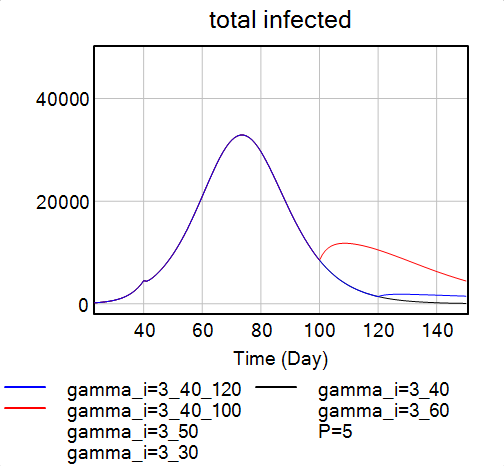 total infected
40000
20000
0
40 60 80 100 120 140
Time (Day)
gamma_i=3_40_120 gamma_i=3_40
gamma_i=3_40_100 gamma_i=3_60
gamma_i=3_50 P=5
gamma_i=3_30